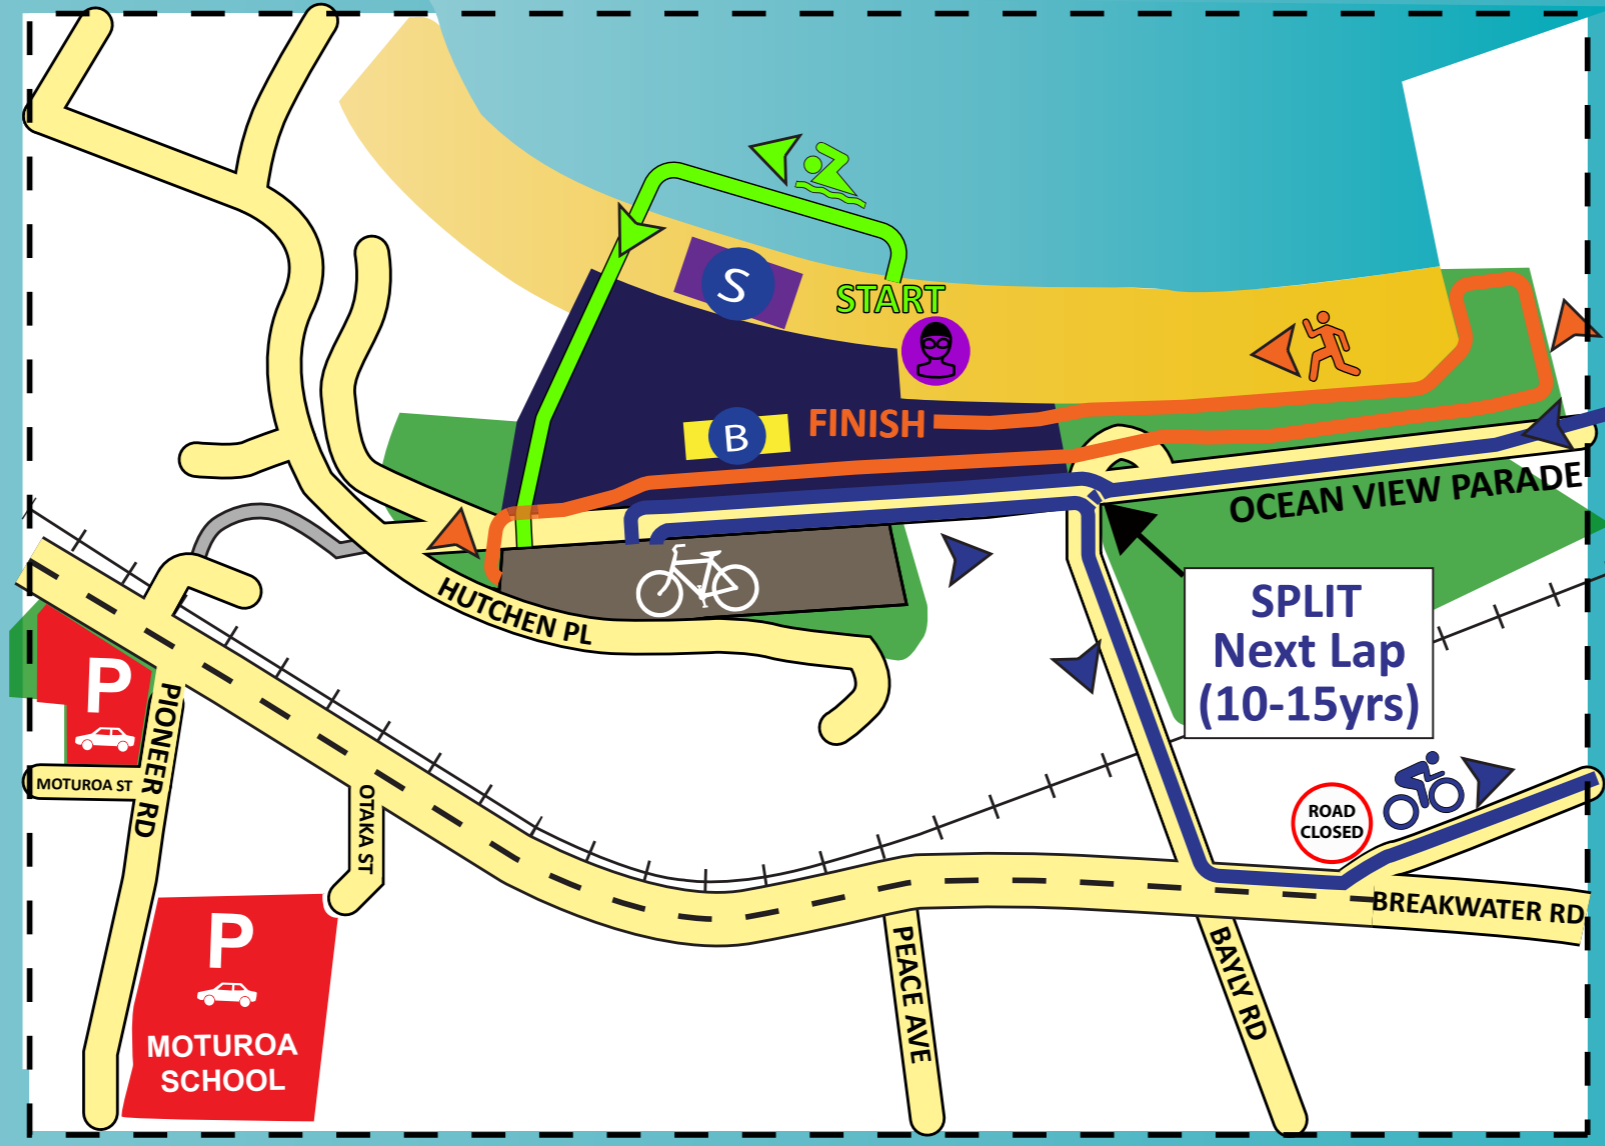 S
START
B
FINISH
OCEAN VIEW PARADE
HUTCHEN PL
SPLIT
Next Lap
(10-15yrs)
P
PIONEER RD
MOTUROA ST
OTAKA ST
ROAD
CLOSED
BREAKWATER RD
P
MOTUROA
SCHOOL
PEACE AVE
BAYLY RD